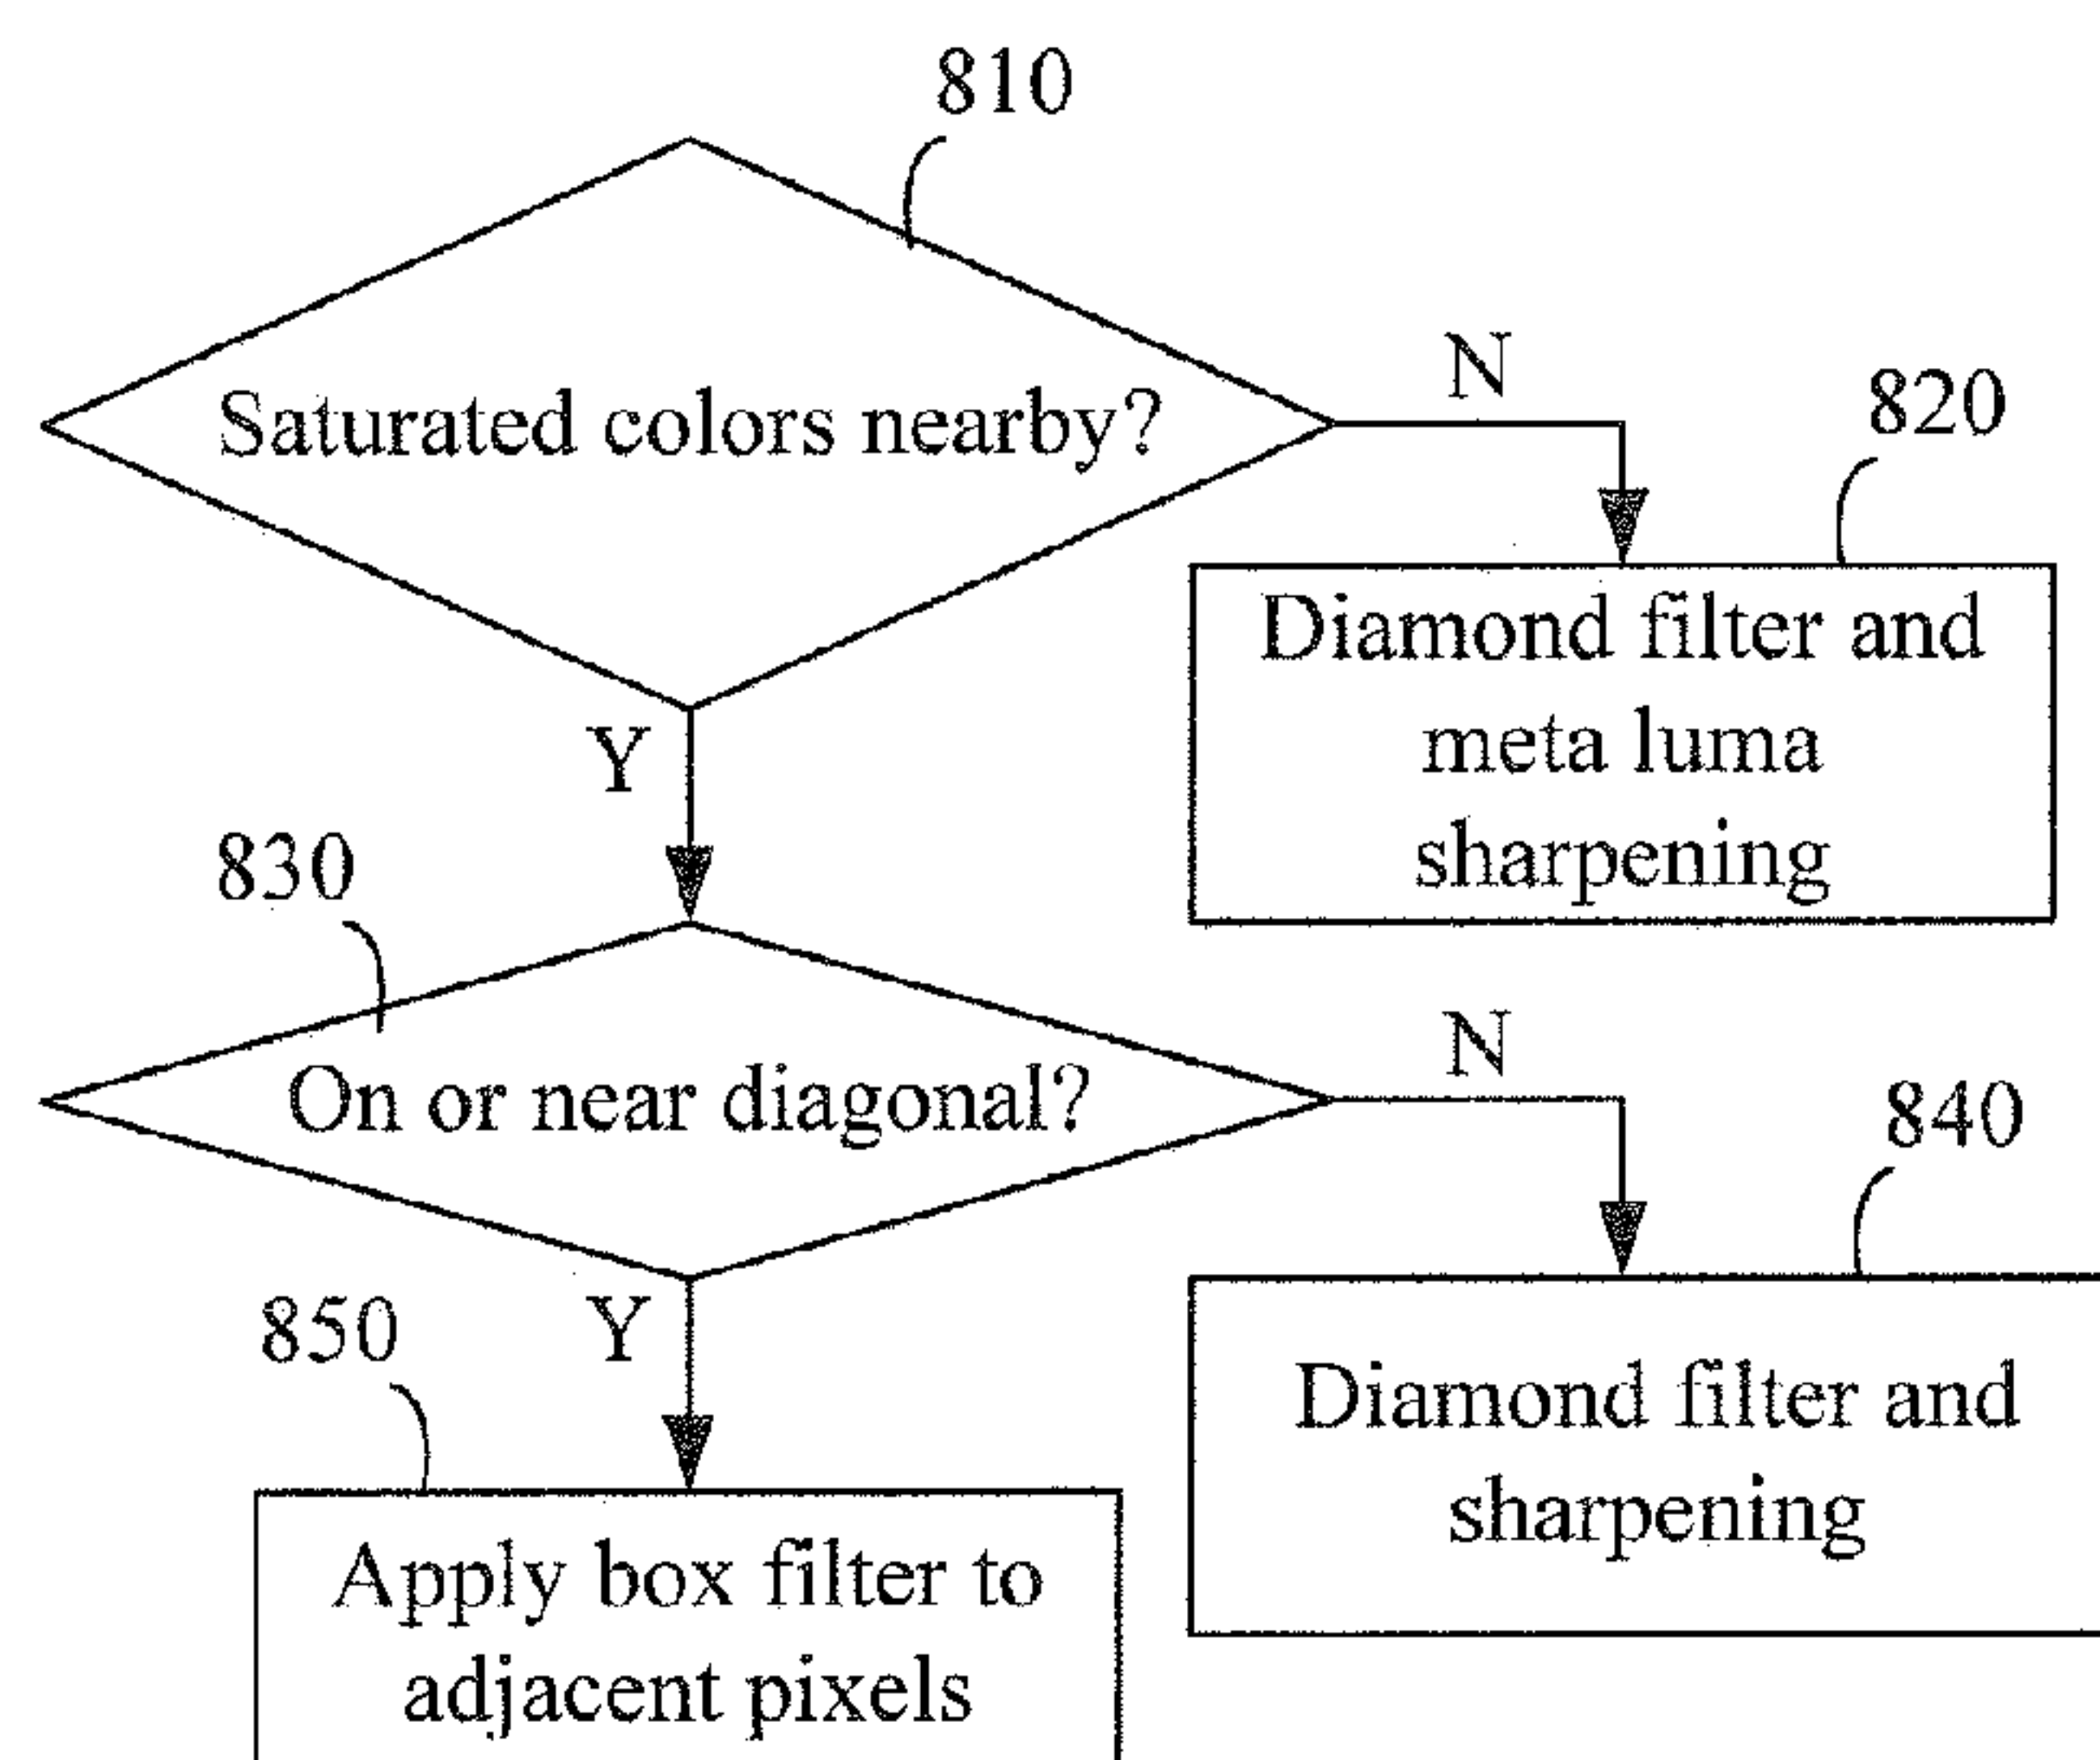 810
Saturated colors nearby?
N
820
Diamond filter and
meta luma
sharpening
Y
830
On or near diagonal?
N
840
Diamond filter and
sharpening
850
Y
Apply box filter to
adjacent pixels